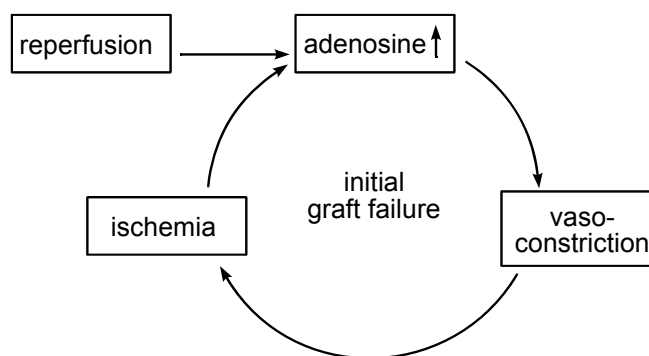 reperfusion
adenosine↑
initial
graft failure
ischemia
vaso-
constriction